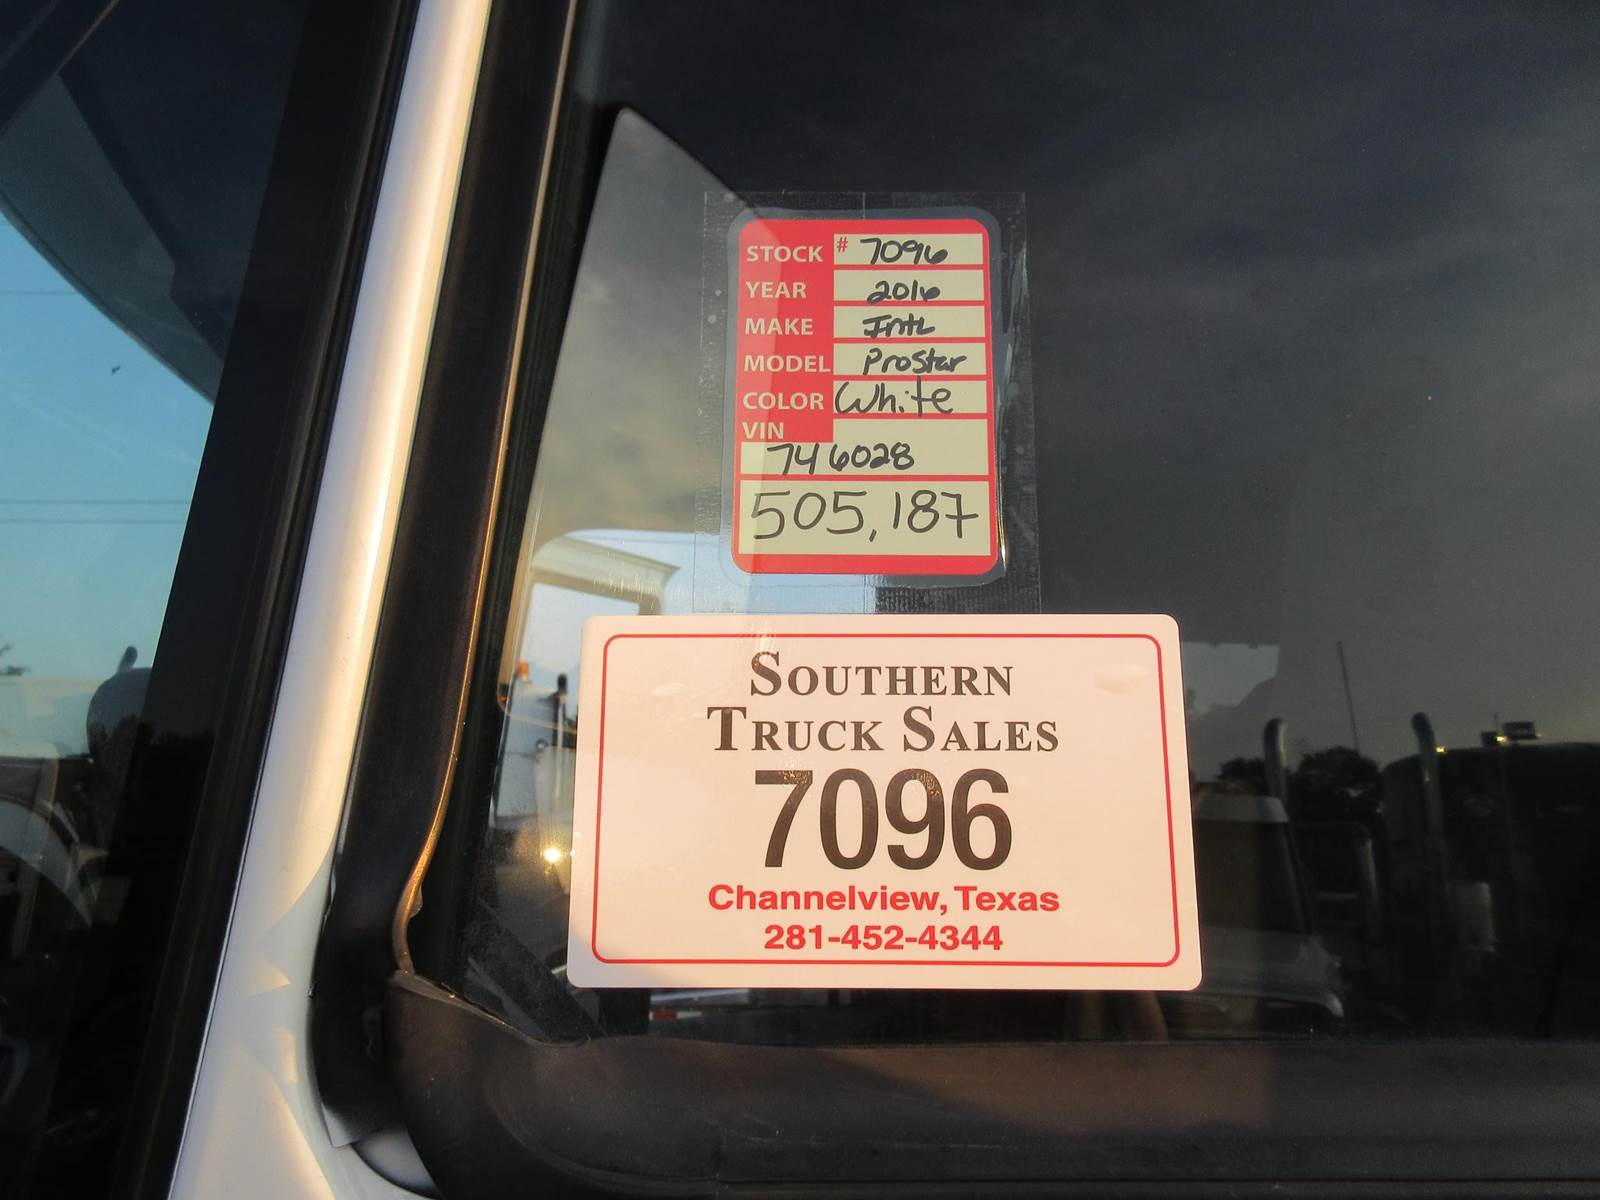 STOCK # 7096
YEAR 2016
MAKE Intl
MODEL ProStar
COLOR White
VIN
746028
505,187
SOUTHERN
TRUCK SALES
7096
Channelview, Texas
281-452-4344